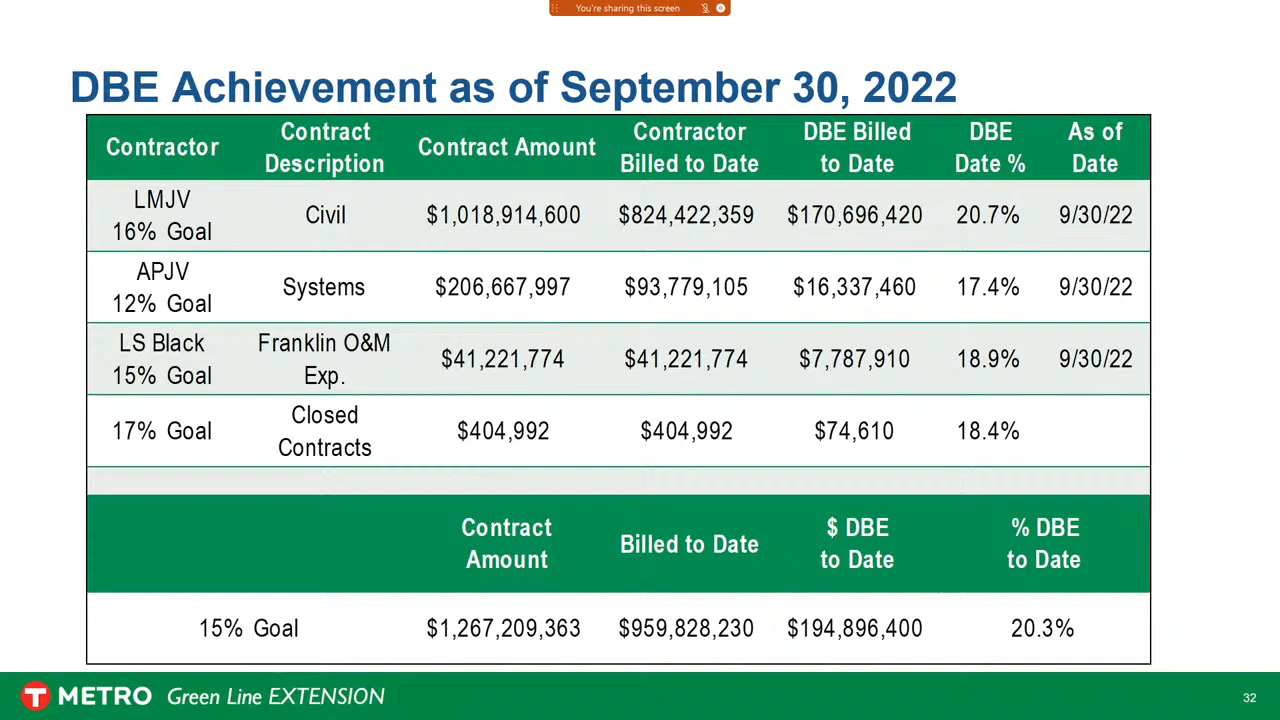 You're sharing this screen
DBE Achievement as of September 30, 2022
Contractor Contract Description Contract Amount Contractor Billed to Date DBE Billed to Date DBE Date % As of Date
LMJV 16% Goal Civil $1,018,914,600 $824,422,359 $170,696,420 20.7% 9/30/22
APJV 12% Goal Systems $206,667,997 $93,779,105 $16,337,460 17.4% 9/30/22
LS Black 15% Goal Franklin O&M Exp. $41,221,774 $41,221,774 $7,787,910 18.9% 9/30/22
17% Goal Closed Contracts $404,992 $404,992 $74,610 18.4%
Contract Amount Billed to Date $ DBE to Date % DBE to Date
15% Goal $1,267,209,363 $959,828,230 $194,896,400 20.3%
T METRO Green Line EXTENSION
32